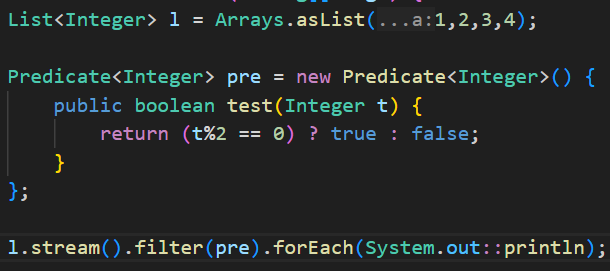 List<Integer> l = Arrays.asList(...a:1,2,3,4);
Predicate<Integer> pre = new Predicate<Integer>() {
    public boolean test(Integer t) {
        return (t%2 == 0) ? true : false;
    }
};
l.stream().filter(pre).forEach(System.out::println);